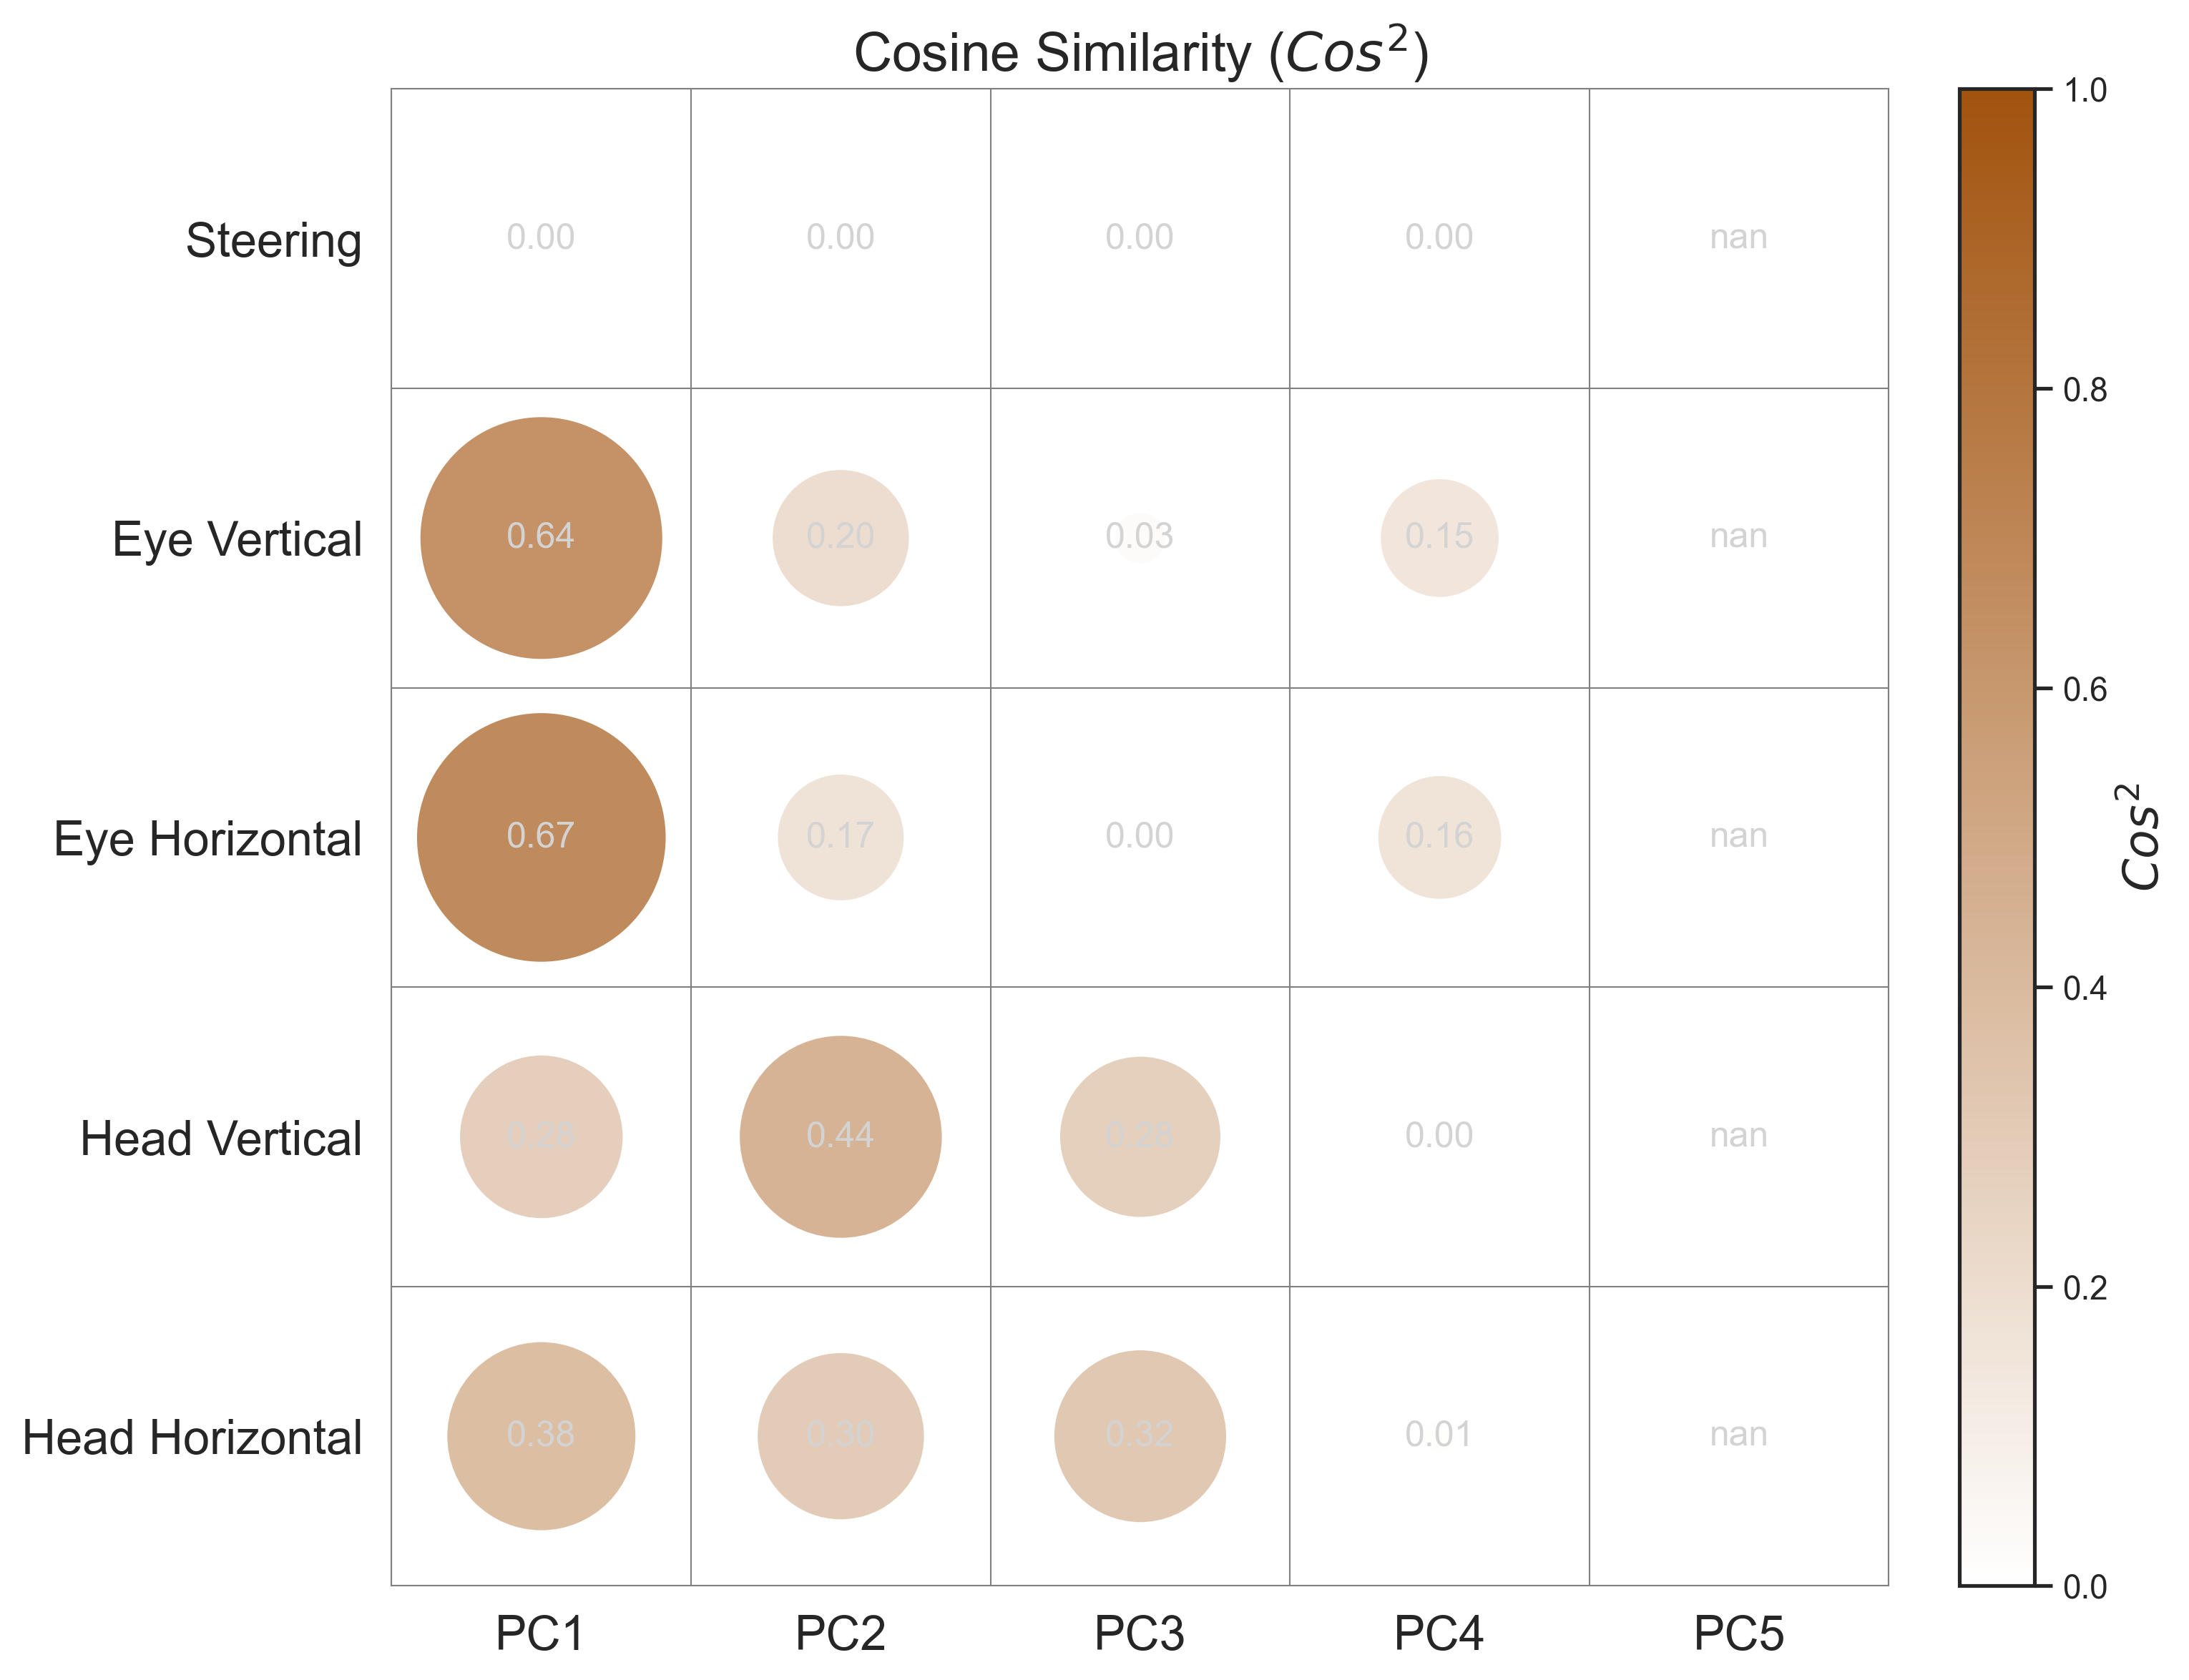 Cosine Similarity (Cos²)
Steering 0.00 0.00 0.00 0.00 nan
Eye Vertical 0.64 0.20 0.03 0.15 nan
Eye Horizontal 0.67 0.17 0.00 0.16 nan
Head Vertical 0.28 0.44 0.28 0.00 nan
Head Horizontal 0.38 0.30 0.32 0.01 nan
PC1 PC2 PC3 PC4 PC5
1.0
0.8
0.6
0.4
0.2
0.0
Cos²